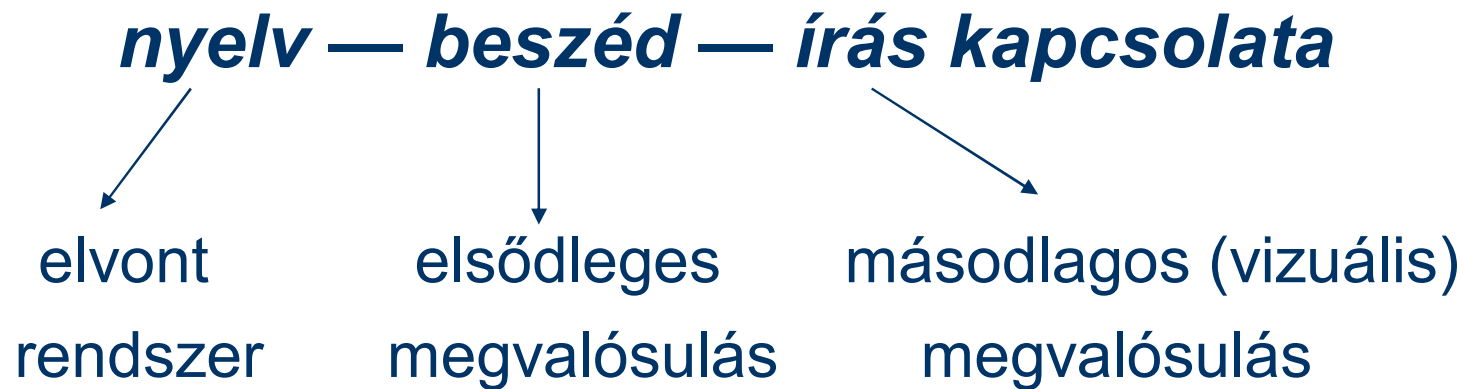 nyelv — beszéd — írás kapcsolata
elvont elsődleges másodlagos (vizuális)
rendszer megvalósulás megvalósulás